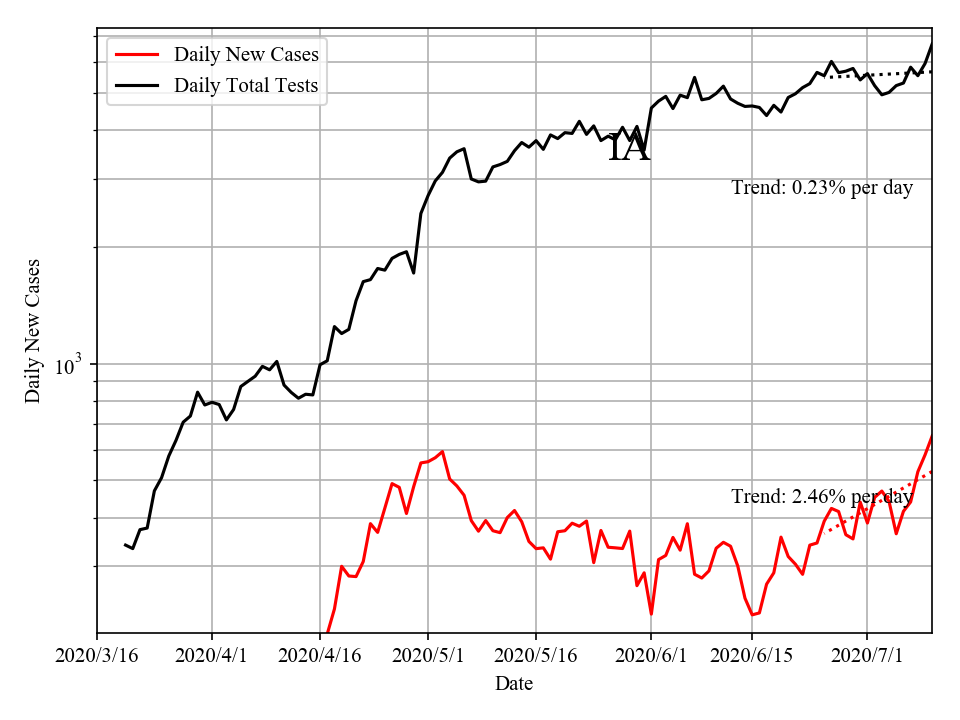 Daily New Cases
Daily Total Tests
IA
Trend: 0.23% per day
Trend: 2.46% per day
Daily New Cases
10^3
2020/3/16 2020/4/1 2020/4/16 2020/5/1 2020/5/16 2020/6/1 2020/6/15 2020/7/1
Date